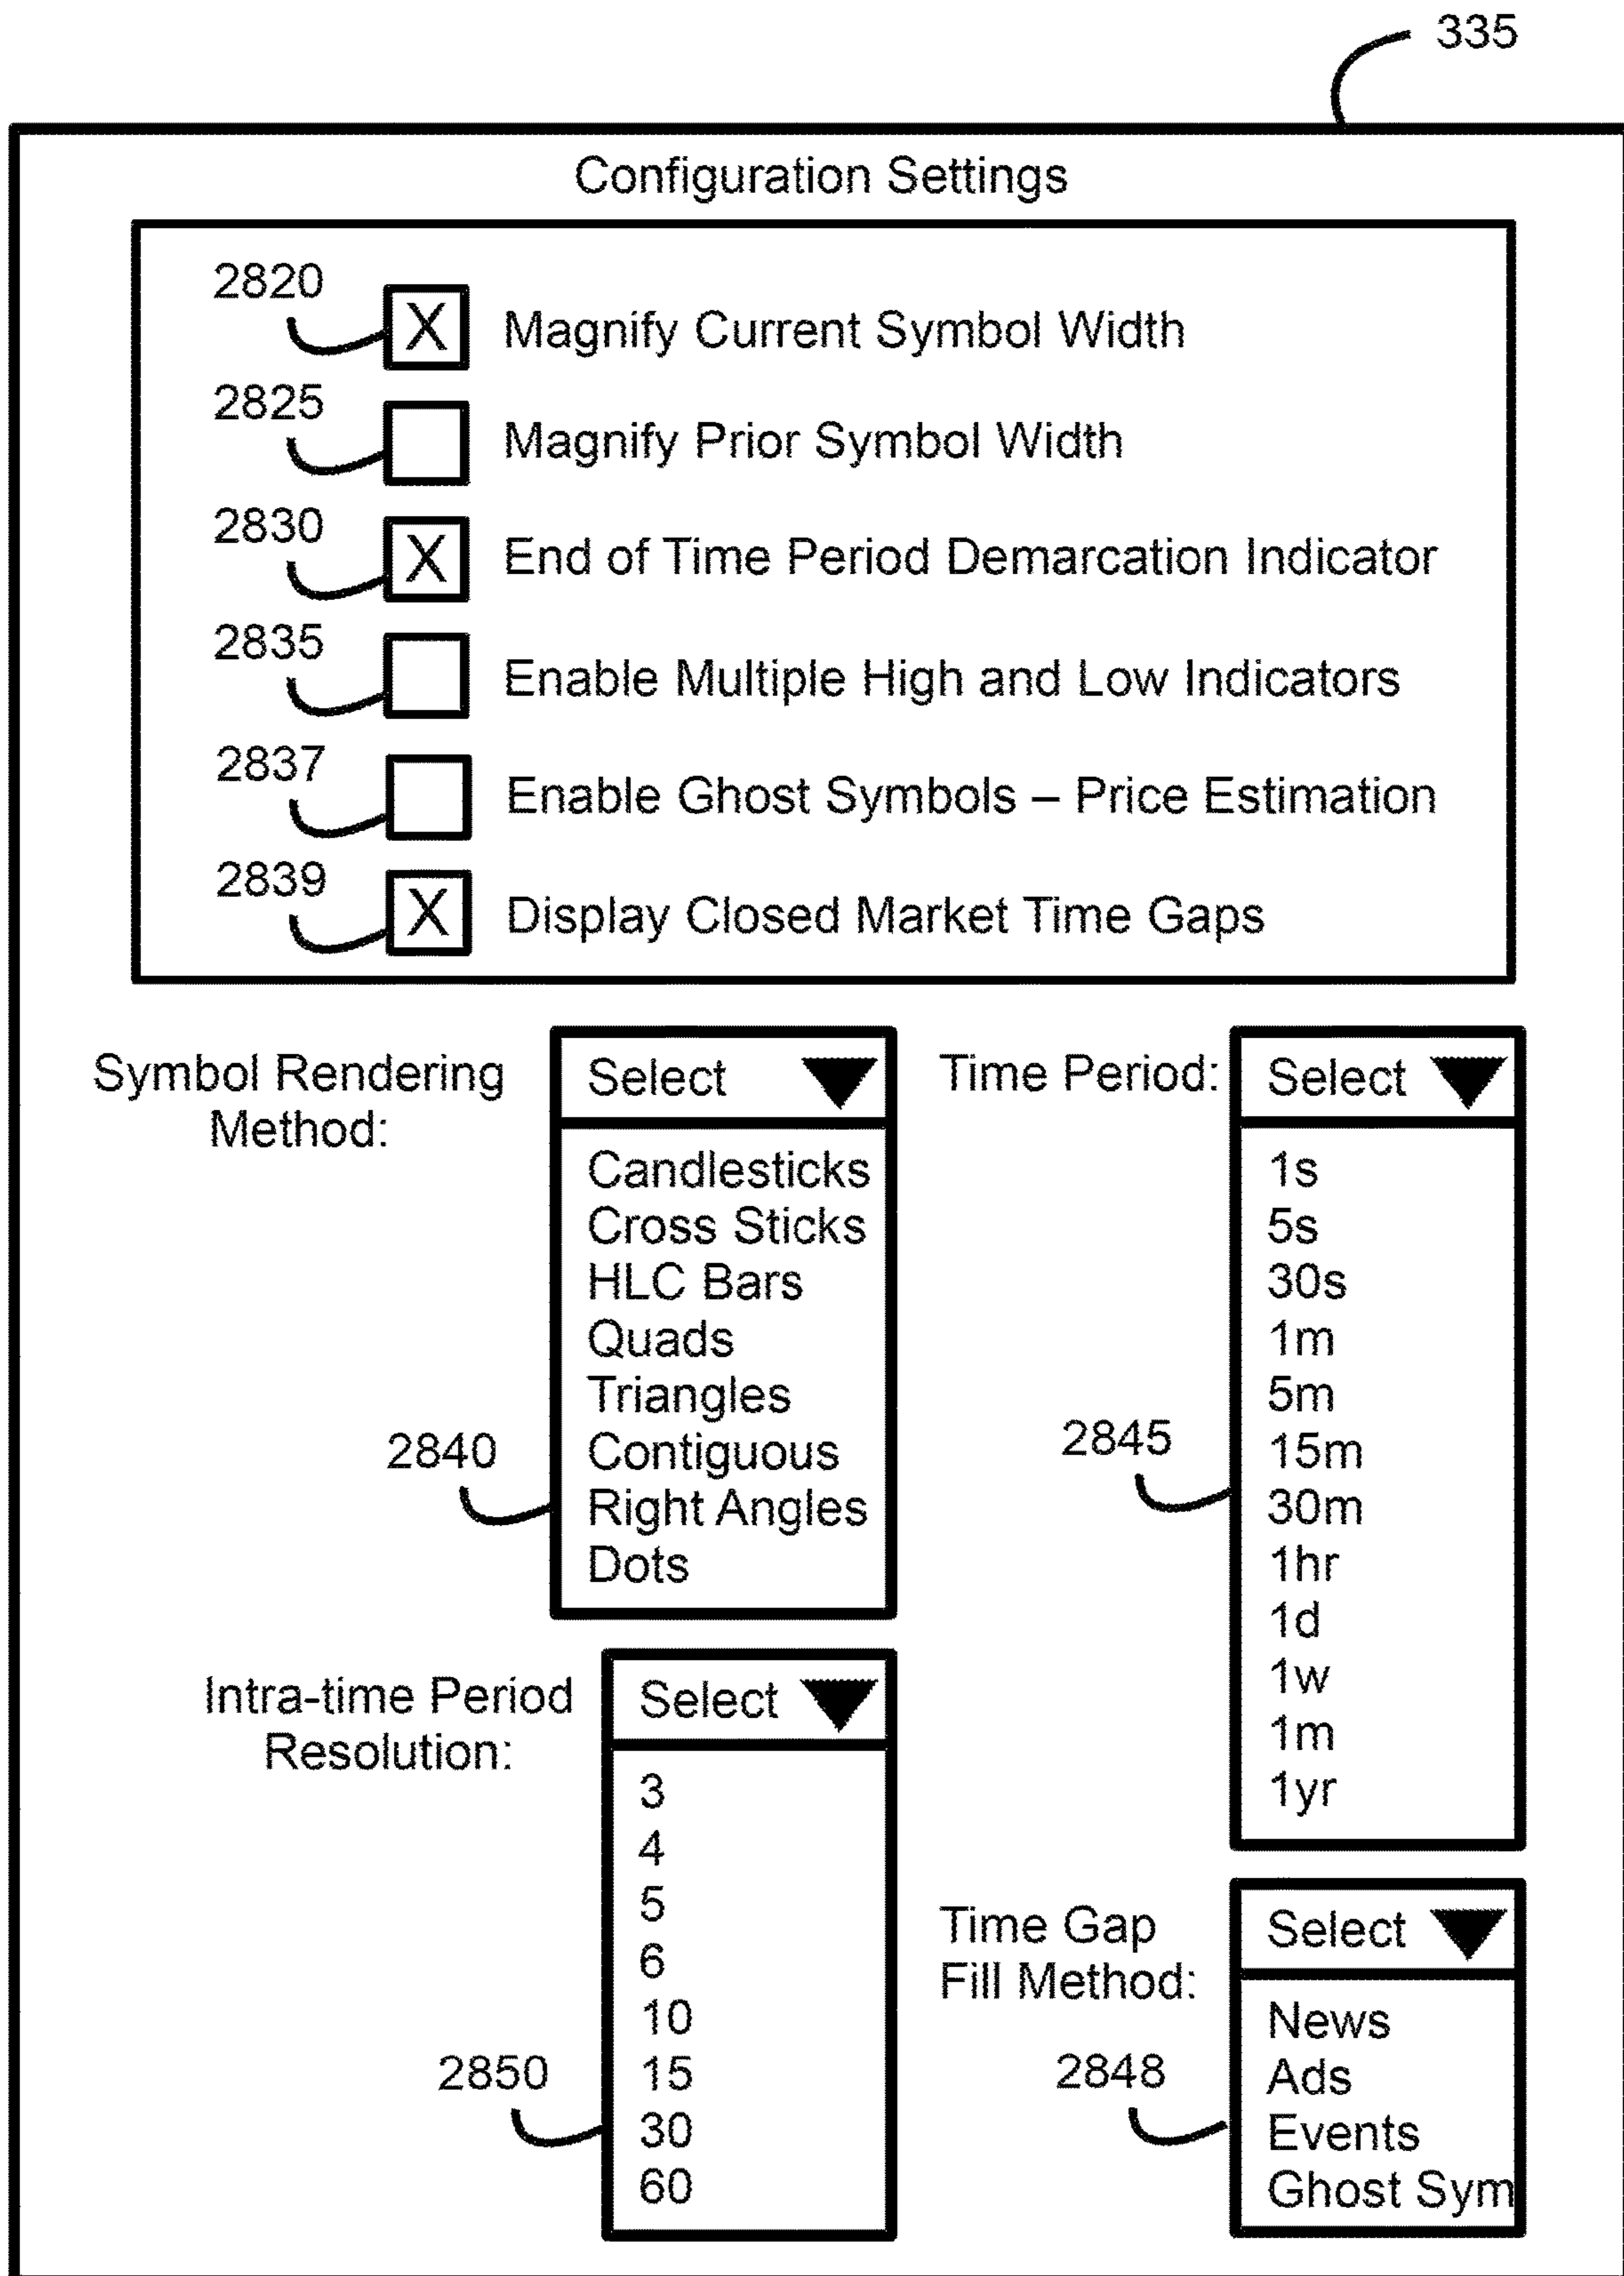 335
Configuration Settings
2820
X Magnify Current Symbol Width
2825
Magnify Prior Symbol Width
2830
X End of Time Period Demarcation Indicator
2835
Enable Multiple High and Low Indicators
2837
Enable Ghost Symbols – Price Estimation
2839
X Display Closed Market Time Gaps
Symbol Rendering
Method:
Select
Candlesticks
Cross Sticks
HLC Bars
Quads
Triangles
Contiguous
Right Angles
Dots
2840
Time Period:
Select
1s
5s
30s
1m
5m
15m
30m
1hr
1d
1w
1m
1yr
2845
Intra-time Period
Resolution:
Select
3
4
5
6
10
15
30
60
2850
Time Gap
Fill Method:
Select
News
Ads
Events
Ghost Sym
2848